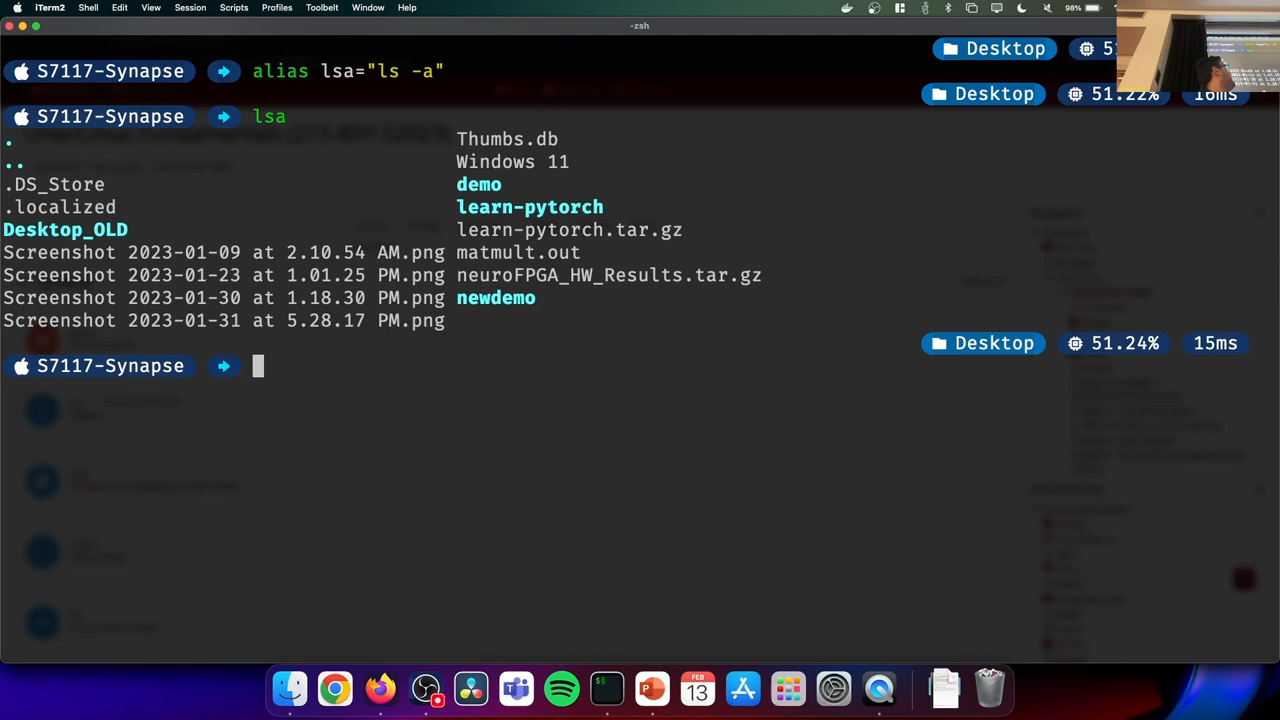 iTerm2 Shell Edit View Session Scripts Profiles Toolbelt Window Help 98%
-zsh
Desktop
S7117-Synapse alias lsa="ls -a"
Desktop 51.22% 16ms
S7117-Synapse lsa
. Thumbs.db
.. Windows 11
.DS_Store demo
.localized learn-pytorch
Desktop_OLD learn-pytorch.tar.gz
Screenshot 2023-01-09 at 2.10.54 AM.png matmult.out
Screenshot 2023-01-23 at 1.01.25 PM.png neuroFPGA_HW_Results.tar.gz
Screenshot 2023-01-30 at 1.18.30 PM.png newdemo
Screenshot 2023-01-31 at 5.28.17 PM.png
Desktop 51.24% 15ms
S7117-Synapse
FEB
13